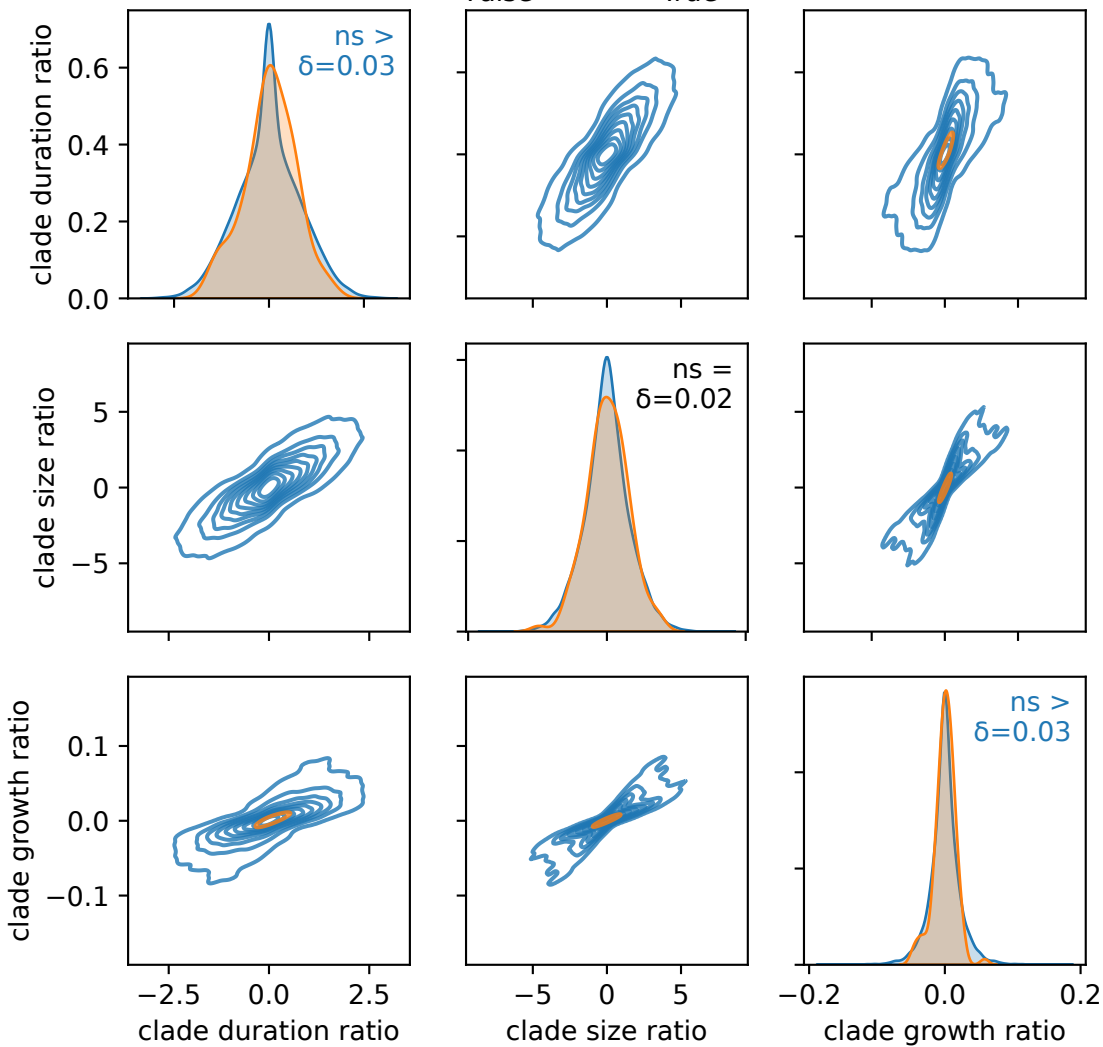 clade duration ratio
0.6
0.4
0.2
0.0
ns >
δ=0.03
clade size ratio
5
0
−5
ns =
δ=0.02
clade growth ratio
0.1
0.0
−0.1
ns >
δ=0.03
−2.5
0.0
2.5
−5
0
5
−0.2
0.0
0.2
clade duration ratio
clade size ratio
clade growth ratio